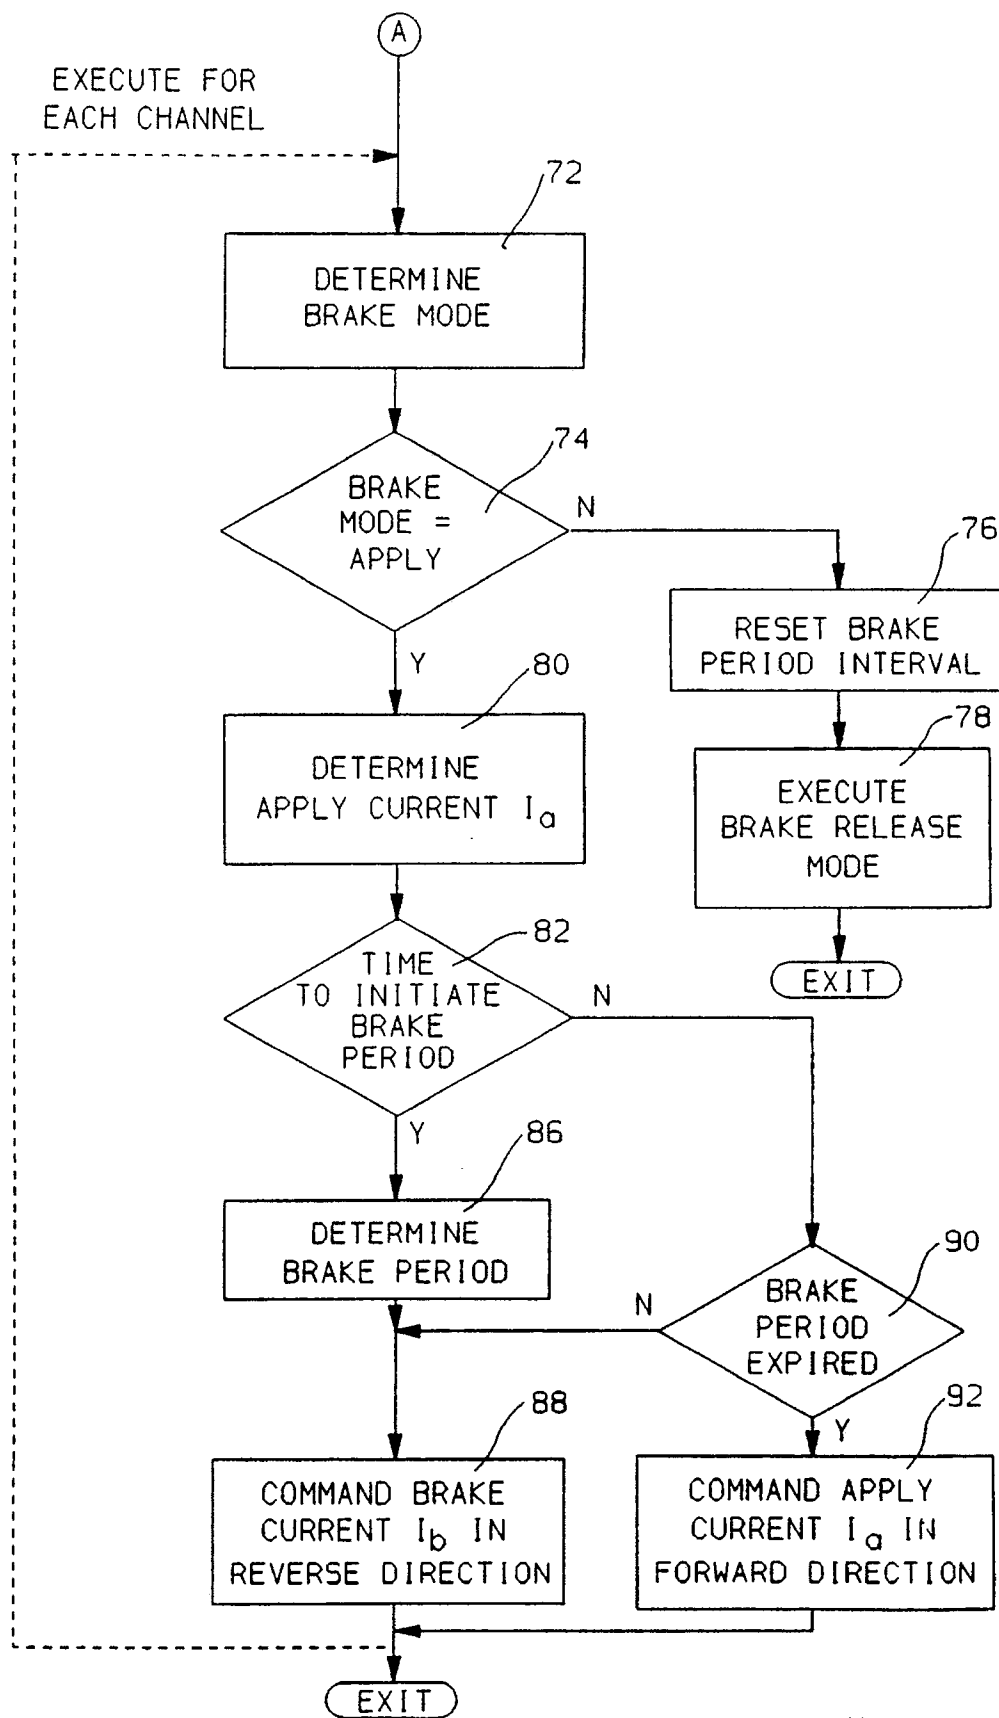 A
EXECUTE FOR
EACH CHANNEL
72
DETERMINE
BRAKE MODE
74
BRAKE
MODE =
APPLY
N
Y
76
RESET BRAKE
PERIOD INTERVAL
80
DETERMINE
APPLY CURRENT Ia
78
EXECUTE
BRAKE RELEASE
MODE
EXIT
82
TIME
TO INITIATE
BRAKE
PERIOD
N
Y
86
DETERMINE
BRAKE PERIOD
90
BRAKE
PERIOD
EXPIRED
N
Y
88
COMMAND BRAKE
CURRENT Ib IN
REVERSE DIRECTION
92
COMMAND APPLY
CURRENT Ia IN
FORWARD DIRECTION
EXIT